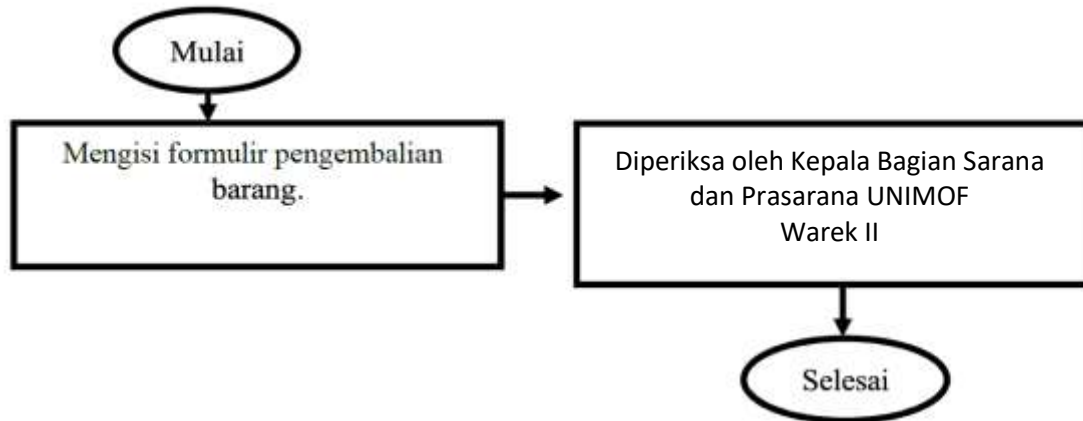 Mulai
Mengisi formulir pengembalian
barang.
Diperiksa oleh Kepala Bagian Sarana
dan Prasarana UNIMOF
Warek II
Selesai